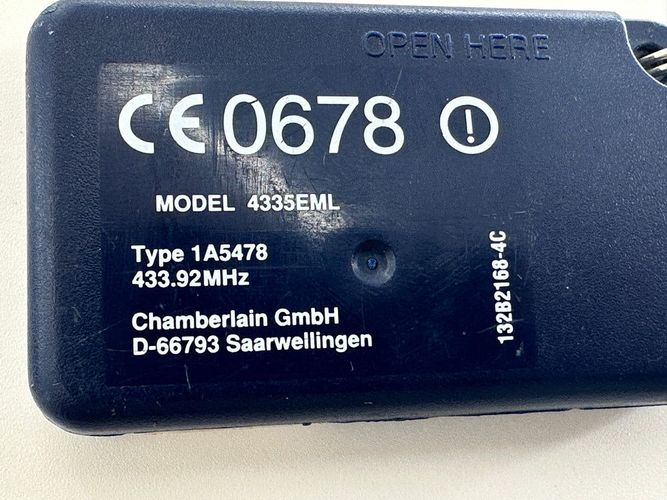 OPEN HERE
CE 0678 !
MODEL 4335EML
Type 1A5478
433.92MHz
Chamberlain GmbH
D-66793 Saarwellingen
132B2168-4C